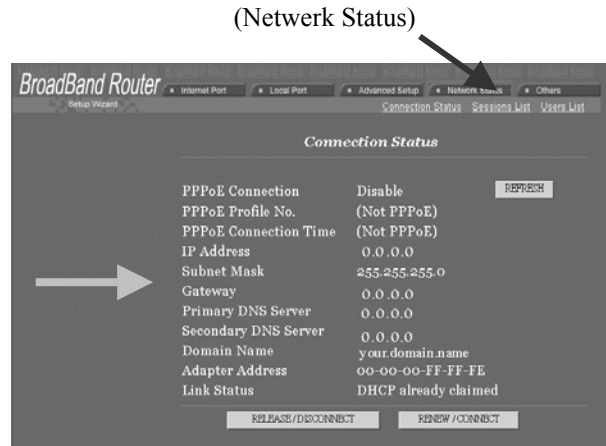 (Netwerk Status)
BroadBand Router
Setup Wizard
Internet Port Local Port Advanced Setup Network Status Others
Connection Status Sessions List Users List
Connection Status
PPPoE Connection Disable REFRESH
PPPoE Profile No. (Not PPPoE)
PPPoE Connection Time (Not PPPoE)
IP Address 0.0.0.0
Subnet Mask 255.255.255.0
Gateway 0.0.0.0
Primary DNS Server 0.0.0.0
Secondary DNS Server 0.0.0.0
Domain Name your.domain.name
Adapter Address 00-00-00-FF-FF-FE
Link Status DHCP already claimed
RELEASE/DISCONNECT RENEW/CONNECT